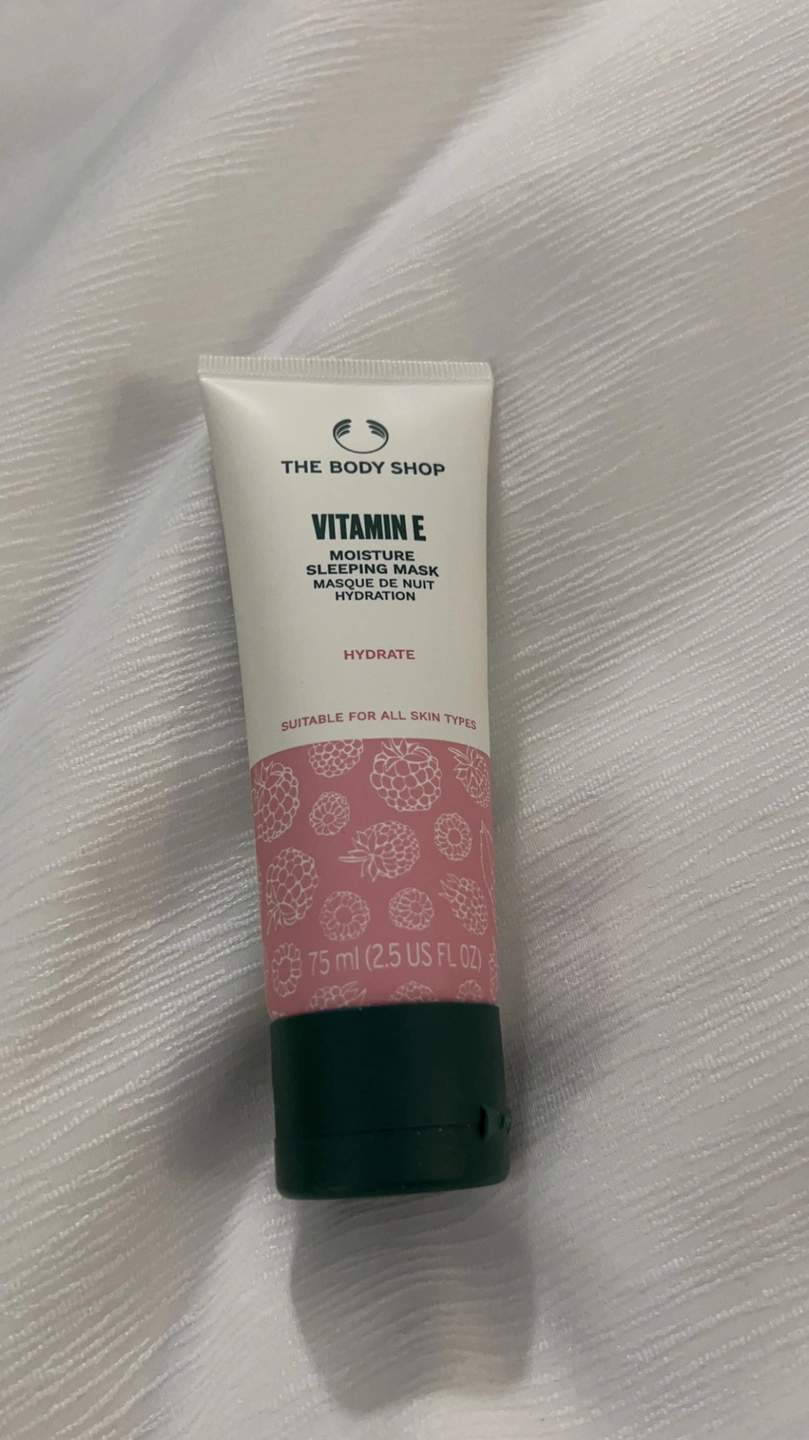 THE BODY SHOP
VITAMIN E
MOISTURE
SLEEPING MASK
MASQUE DE NUIT
HYDRATION
HYDRATE
SUITABLE FOR ALL SKIN TYPES
75 ml (2.5 US FL OZ)